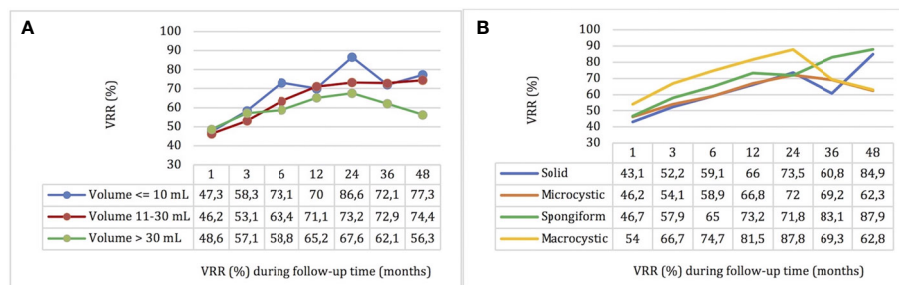 A
100
90
80
70
60
50
40
30
VRR (%)
1 3 6 12 24 36 48
Volume <= 10 mL 47,3 58,3 73,1 70 86,6 72,1 77,3
Volume 11-30 mL 46,2 53,1 63,4 71,1 73,2 72,9 74,4
Volume > 30 mL 48,6 57,1 58,8 65,2 67,6 62,1 56,3
VRR (%) during follow-up time (months)
B
100
90
80
70
60
50
40
30
VRR (%)
1 3 6 12 24 36 48
Solid 43,1 52,2 59,1 66 73,5 60,8 84,9
Microcystic 46,2 54,1 58,9 66,8 72 69,2 62,3
Spongiform 46,7 57,9 65 73,2 71,8 83,1 87,9
Macrocystic 54 66,7 74,7 81,5 87,8 69,3 62,8
VRR (%) during follow-up time (months)